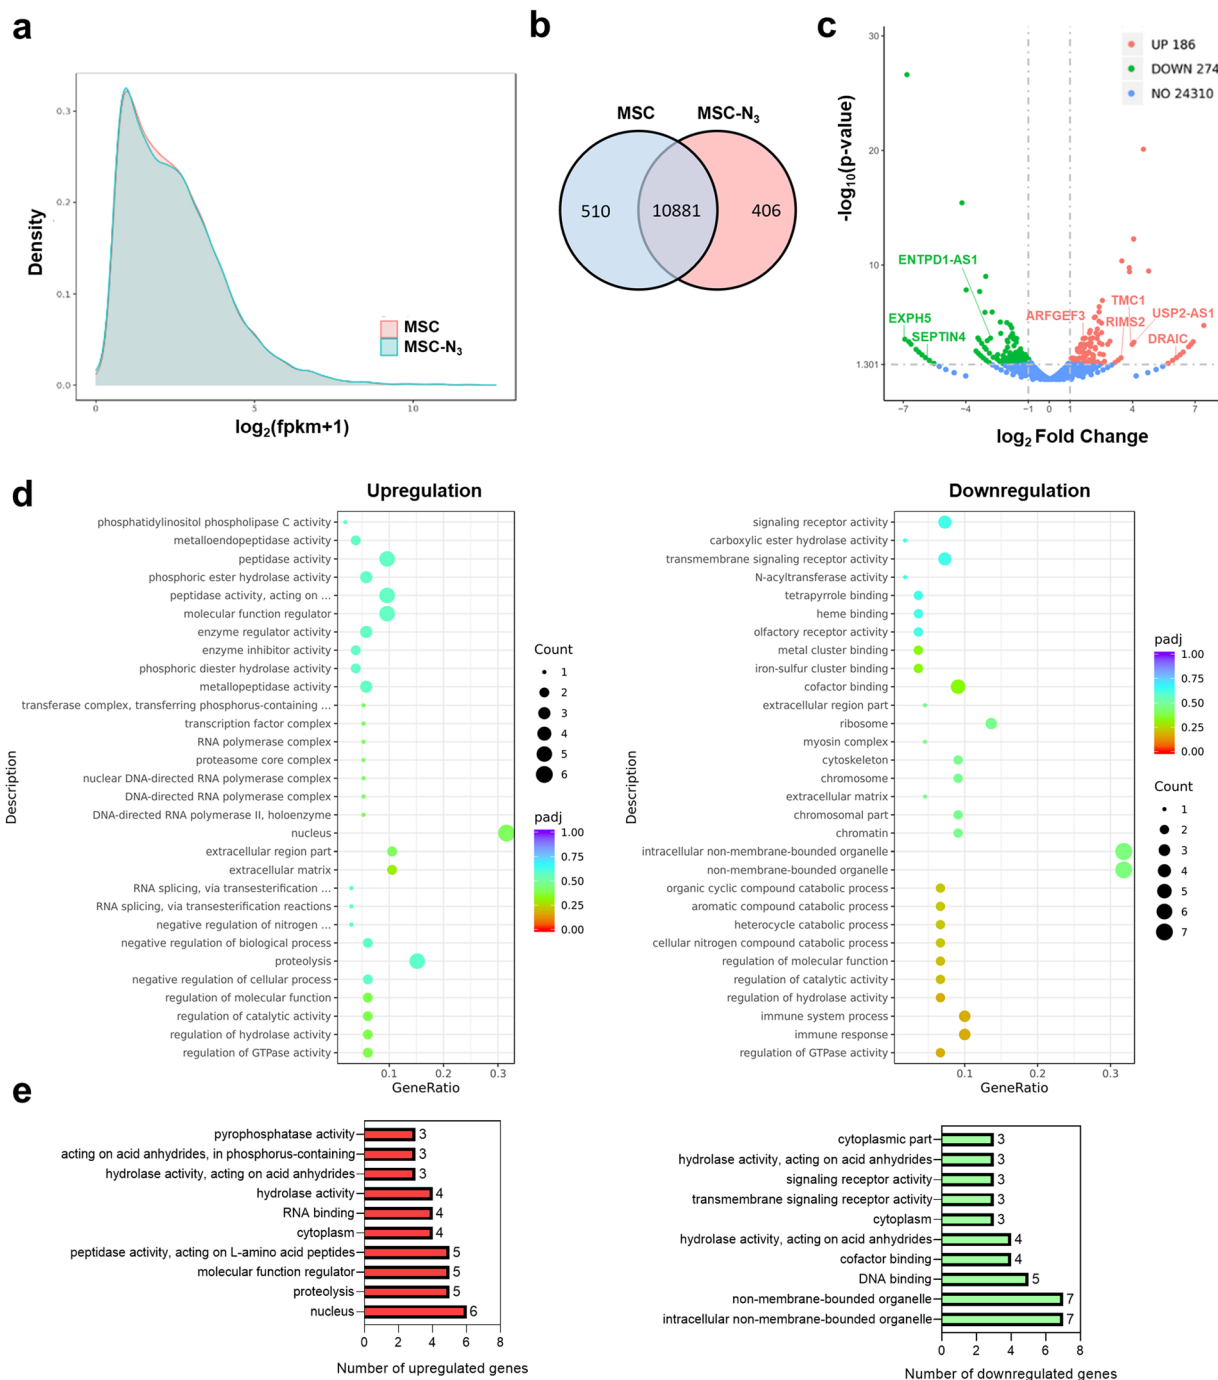 a
0.3
0.2
0.1
0.0
Density
0
5
10
log2(fpkm+1)
MSC
MSC-N3
b
MSC
MSC-N3
510
10881
406
c
30
20
10
1.301
-log10(p-value)
UP 186
DOWN 274
NO 24310
ENTPD1-AS1
EXPH5
SEPTIN4
ARFGEF3
TMC1
RIMS2
USP2-AS1
DRAIC
-7
-4
-1
0
1
4
7
log2 Fold Change
d
Upregulation
Description
phosphatidylinositol phospholipase C activity
metalloendopeptidase activity
peptidase activity
phosphoric ester hydrolase activity
peptidase activity, acting on ...
molecular function regulator
enzyme regulator activity
enzyme inhibitor activity
phosphoric diester hydrolase activity
metallopeptidase activity
transferase complex, transferring phosphorus-containing ...
transcription factor complex
RNA polymerase complex
proteasome core complex
nuclear DNA-directed RNA polymerase complex
DNA-directed RNA polymerase complex
DNA-directed RNA polymerase II, holoenzyme
nucleus
extracellular region part
extracellular matrix
RNA splicing, via transesterification ...
RNA splicing, via transesterification reactions
negative regulation of nitrogen ...
negative regulation of biological process
proteolysis
negative regulation of cellular process
regulation of molecular function
regulation of catalytic activity
regulation of hydrolase activity
regulation of GTPase activity
0.1
0.2
0.3
GeneRatio
Count
1
2
3
4
5
6
padj
1.00
0.75
0.50
0.25
0.00
Downregulation
Description
signaling receptor activity
carboxylic ester hydrolase activity
transmembrane signaling receptor activity
N-acyltransferase activity
tetrapyrrole binding
heme binding
olfactory receptor activity
metal cluster binding
iron-sulfur cluster binding
cofactor binding
extracellular region part
ribosome
myosin complex
cytoskeleton
chromosome
extracellular matrix
chromosomal part
chromatin
intracellular non-membrane-bounded organelle
non-membrane-bounded organelle
organic cyclic compound catabolic process
aromatic compound catabolic process
heterocycle catabolic process
cellular nitrogen compound catabolic process
regulation of molecular function
regulation of catalytic activity
regulation of hydrolase activity
immune system process
immune response
regulation of GTPase activity
0.1
0.2
0.3
GeneRatio
padj
1.00
0.75
0.50
0.25
0.00
Count
1
2
3
4
5
6
7
e
pyrophosphatase activity 3
acting on acid anhydrides, in phosphorus-containing 3
hydrolase activity, acting on acid anhydrides 3
hydrolase activity 4
RNA binding 4
cytoplasm 4
peptidase activity, acting on L-amino acid peptides 5
molecular function regulator 5
proteolysis 5
nucleus 6
0 2 4 6 8
Number of upregulated genes
cytoplasmic part 3
hydrolase activity, acting on acid anhydrides 3
signaling receptor activity 3
transmembrane signaling receptor activity 3
cytoplasm 3
hydrolase activity, acting on acid anhydrides 4
cofactor binding 4
DNA binding 5
non-membrane-bounded organelle 7
intracellular non-membrane-bounded organelle 7
0 2 4 6 8
Number of downregulated genes